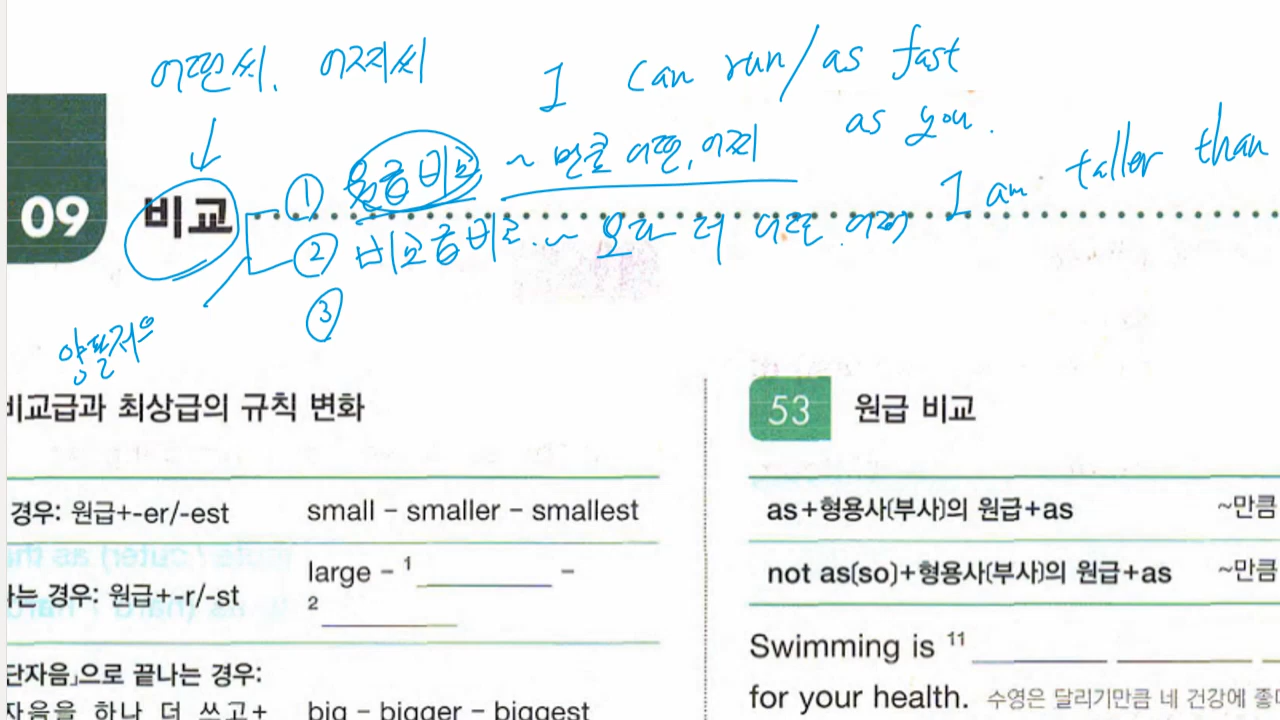 어떤씨. 어찌씨
I can run/as fast
as you.
① 원급비교 ~ 만큼 어떤, 어찌
I am taller than
09 비교
② 비교급비교. ~ 보다 더 어떤 어찌
③
비교급과 최상급의 규칙 변화
경우: 원급+-er/-est small – smaller – smallest
large – 1 –
는 경우: 원급+-r/-st
2
단자음」으로 끝나는 경우:
자음을 하나 더 쓰고+ big – bigger – biggest
53 원급 비교
as+형용사(부사)의 원급+as ~만큼
not as(so)+형용사(부사)의 원급+as ~만큼
Swimming is 11
for your health. 수영은 달리기만큼 네 건강에 좋